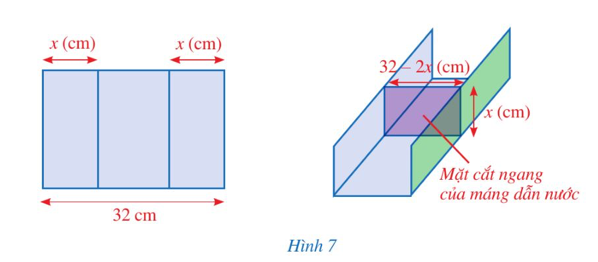 x (cm)
x (cm)
32 cm
32 – 2x (cm)
x (cm)
Mặt cắt ngang
của máng dẫn nước
Hình 7